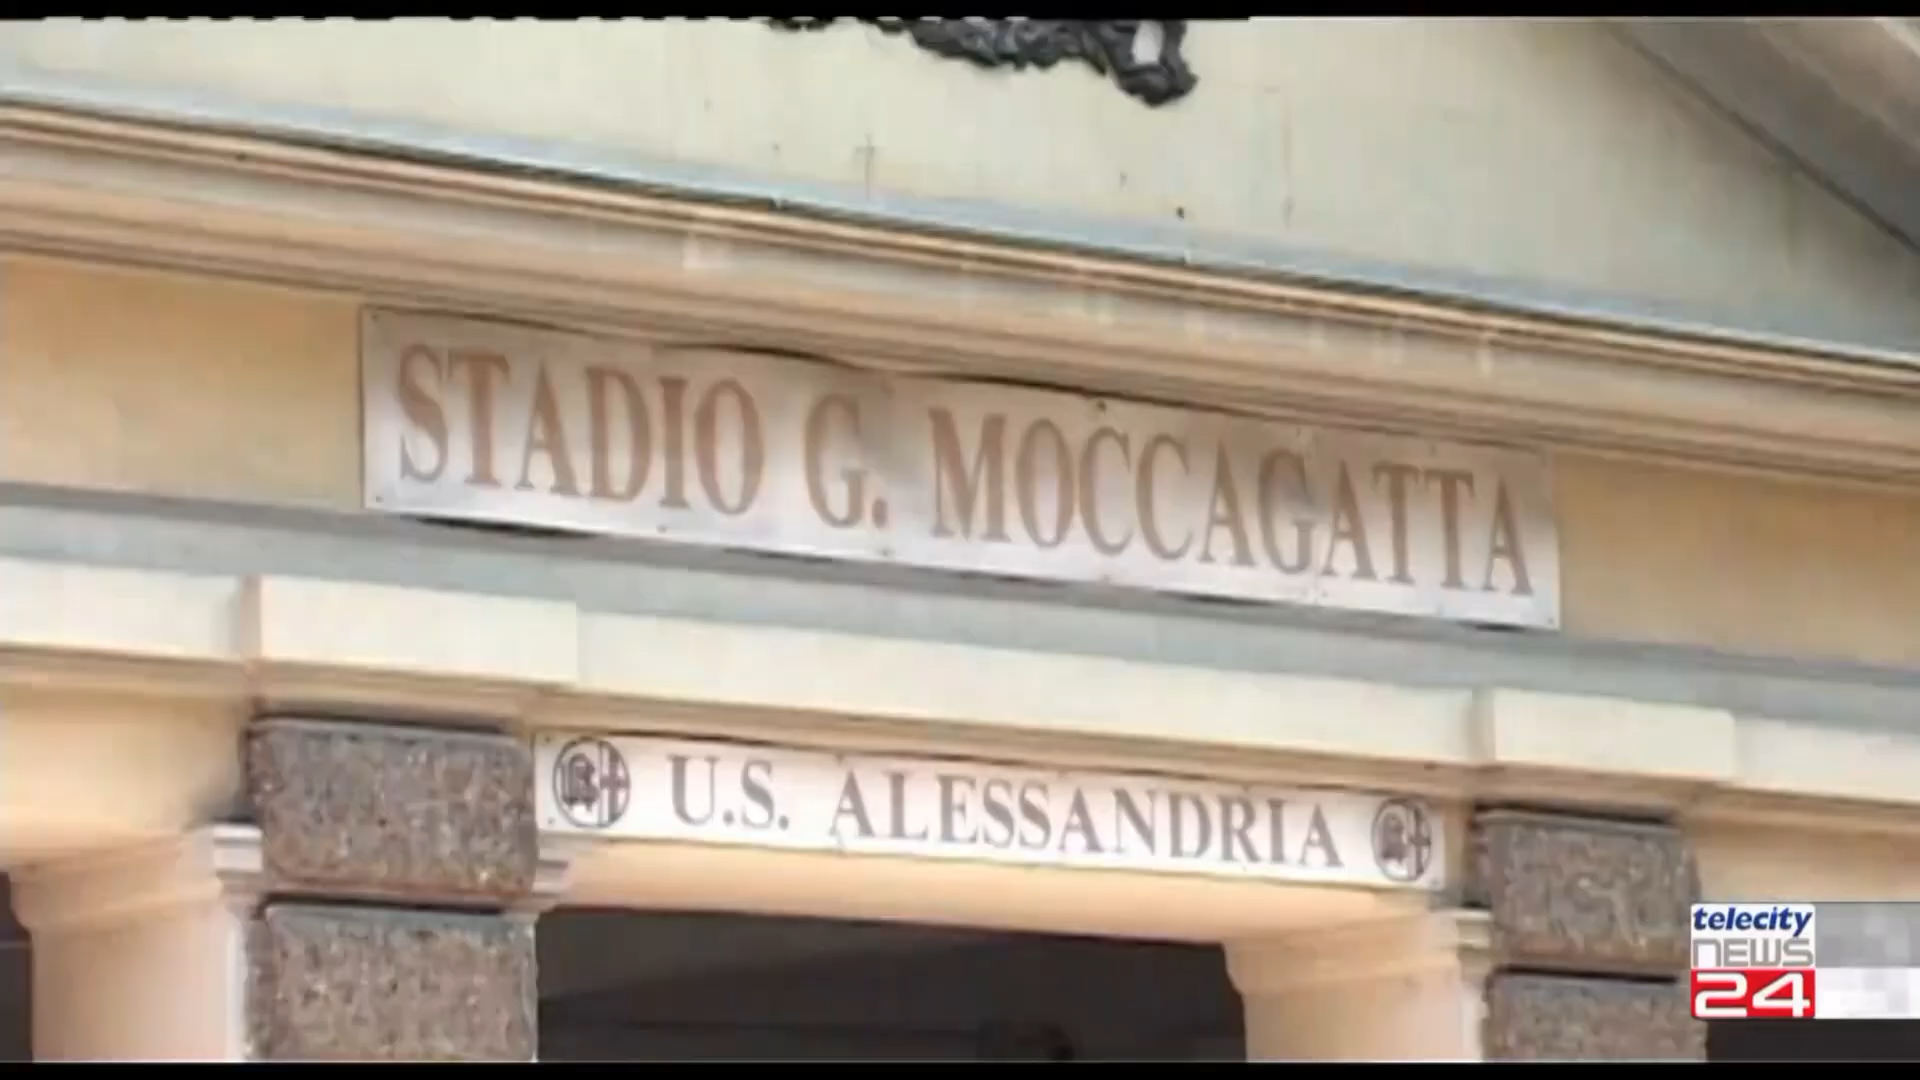 STADIO G. MOCCAGATTA
U.S. ALESSANDRIA
telecity
NEWS
24